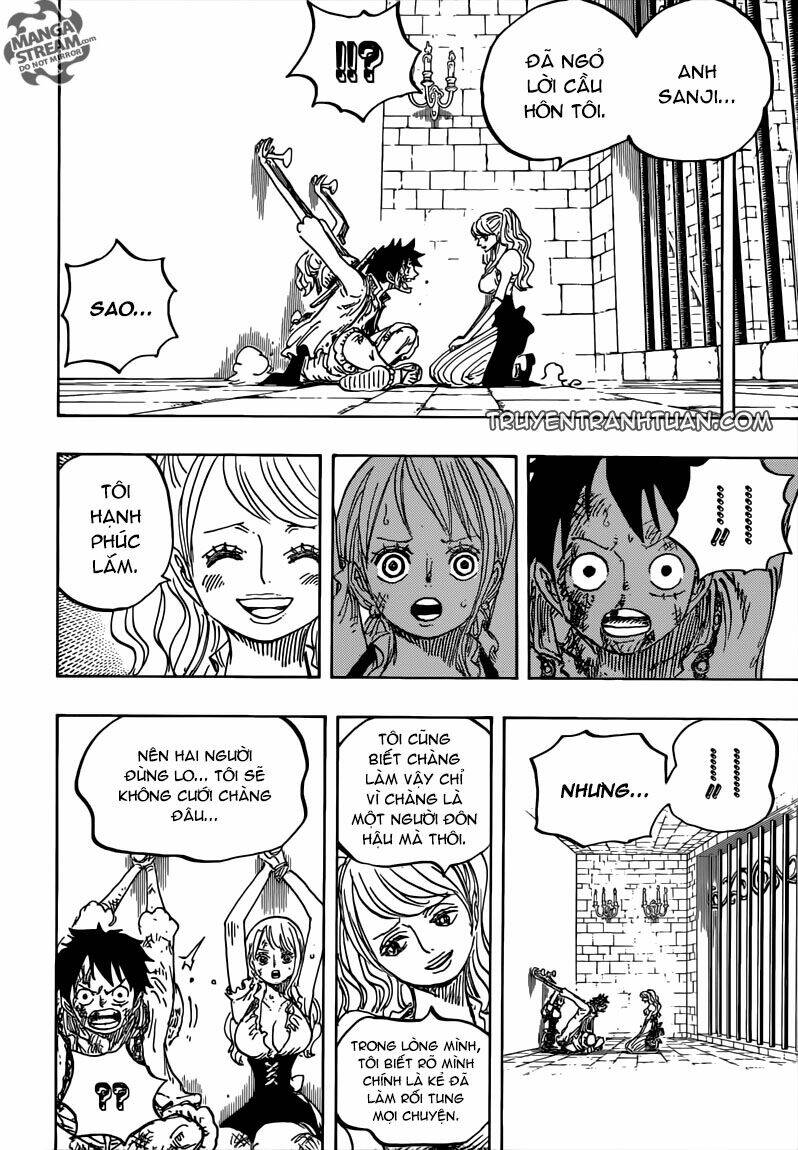 MANGA
STREAM.com
DO NOT MIRROR!
ANH
SANJI...
ĐÃ NGỎ
LỜI CẦU
HÔN TÔI.
!!?
SAO...
TRUYENTRANHTUAN.COM
......!!
TÔI
HẠNH
PHÚC
LẮM.
......!!
NHƯNG...
TÔI CŨNG
BIẾT CHÀNG
LÀM VẬY CHỈ
VÌ CHÀNG LÀ
MỘT NGƯỜI ĐÔN
HẬU MÀ THÔI.
TRONG LÒNG MÌNH,
TÔI BIẾT RÕ MÌNH
CHÍNH LÀ KẺ ĐÃ
LÀM RỐI TUNG
MỌI CHUYỆN.
NÊN HAI NGƯỜI
ĐỪNG LO... TÔI SẼ
KHÔNG CƯỚI CHÀNG
ĐÂU...
??